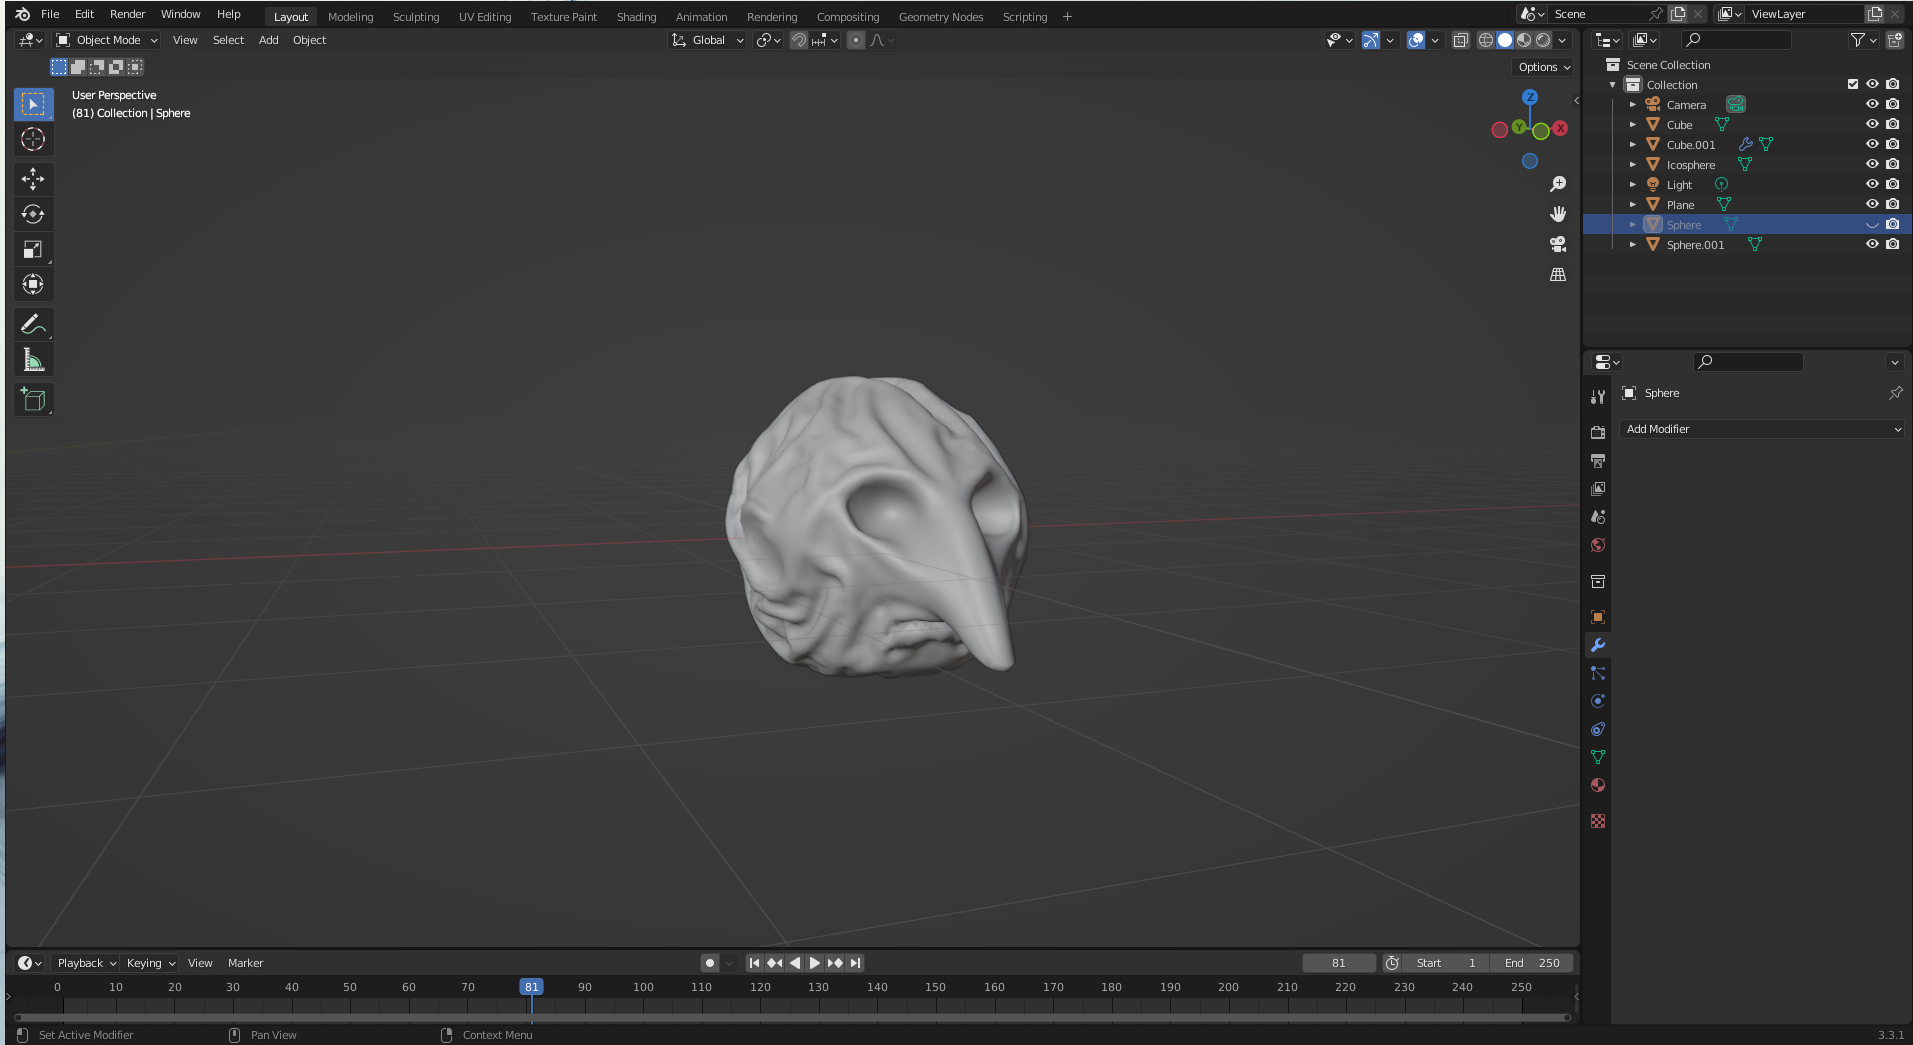 File Edit Render Window Help Layout Modeling Sculpting UV Editing Texture Paint Shading Animation Rendering Compositing Geometry Nodes Scripting + Scene ViewLayer
Object Mode View Select Add Object Global
Options
User Perspective
(81) Collection | Sphere
Z
Y X
Scene Collection
Collection
Camera
Cube
Cube.001
Icosphere
Light
Plane
Sphere
Sphere.001
Sphere
Add Modifier
Playback Keying View Marker 81 Start 1 End 250
0 10 20 30 40 50 60 70 81 90 100 110 120 130 140 150 160 170 180 190 200 210 220 230 240 250
Set Active Modifier Pan View Context Menu 3.3.1